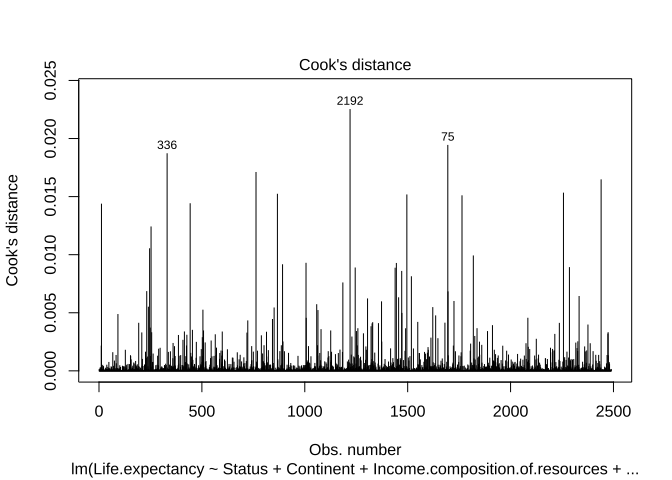 Cook's distance
0.025
0.020
0.015
0.010
0.005
0.000
Cook's distance
2192
336
75
0 500 1000 1500 2000 2500
Obs. number
lm(Life.expectancy ~ Status + Continent + Income.composition.of.resources + ...